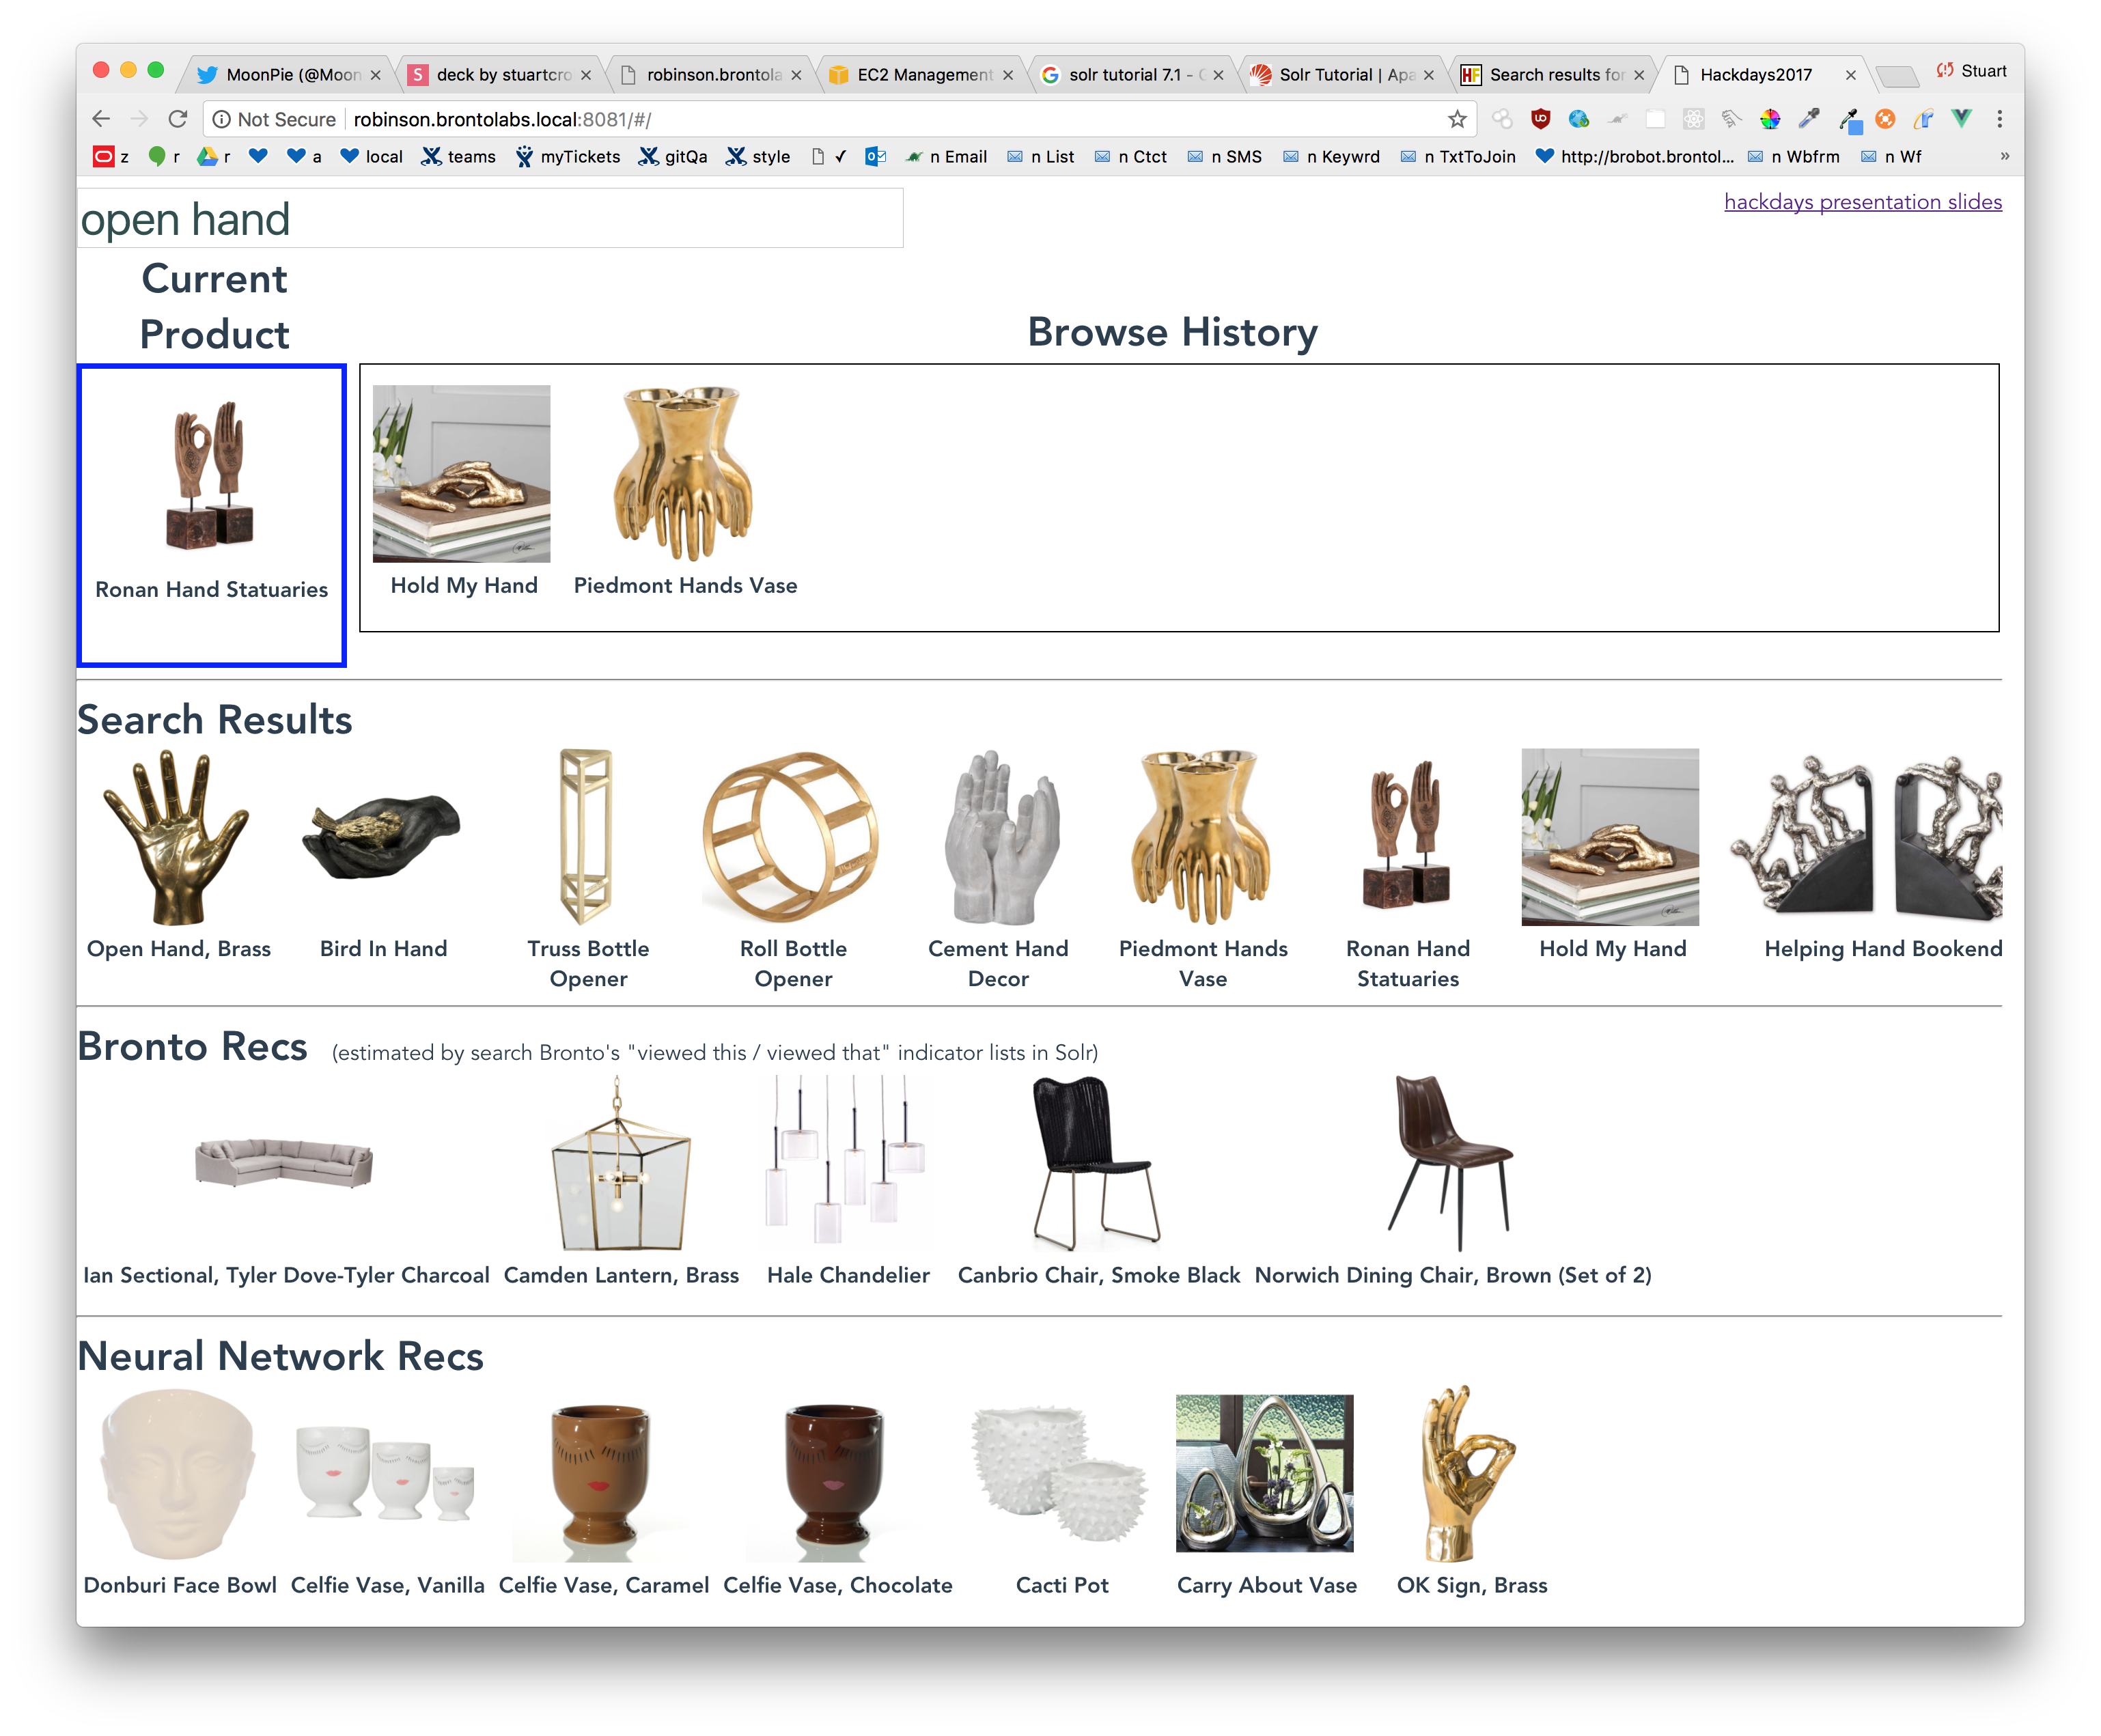 MoonPie (@Moon
deck by stuartcro
robinson.brontola
EC2 Management
solr tutorial 7.1 - G
Solr Tutorial | Apa
Search results for
Hackdays2017
Stuart
Not Secure
robinson.brontolabs.local:8081/#/
z
r
r
a
local
teams
myTickets
gitQa
style
✓
n Email
n List
n Ctct
n SMS
n Keywrd
n TxtToJoin
http://brobot.brontol...
n Wbfrm
n Wf
»
open hand
hackdays presentation slides
Current
Product
Browse History
Ronan Hand Statuaries
Hold My Hand
Piedmont Hands Vase
Search Results
Open Hand, Brass
Bird In Hand
Truss Bottle
Opener
Roll Bottle
Opener
Cement Hand
Decor
Piedmont Hands
Vase
Ronan Hand
Statuaries
Hold My Hand
Helping Hand Bookend
Bronto Recs (estimated by search Bronto's "viewed this / viewed that" indicator lists in Solr)
Ian Sectional, Tyler Dove-Tyler Charcoal
Camden Lantern, Brass
Hale Chandelier
Canbrio Chair, Smoke Black
Norwich Dining Chair, Brown (Set of 2)
Neural Network Recs
Donburi Face Bowl
Celfie Vase, Vanilla
Celfie Vase, Caramel
Celfie Vase, Chocolate
Cacti Pot
Carry About Vase
OK Sign, Brass